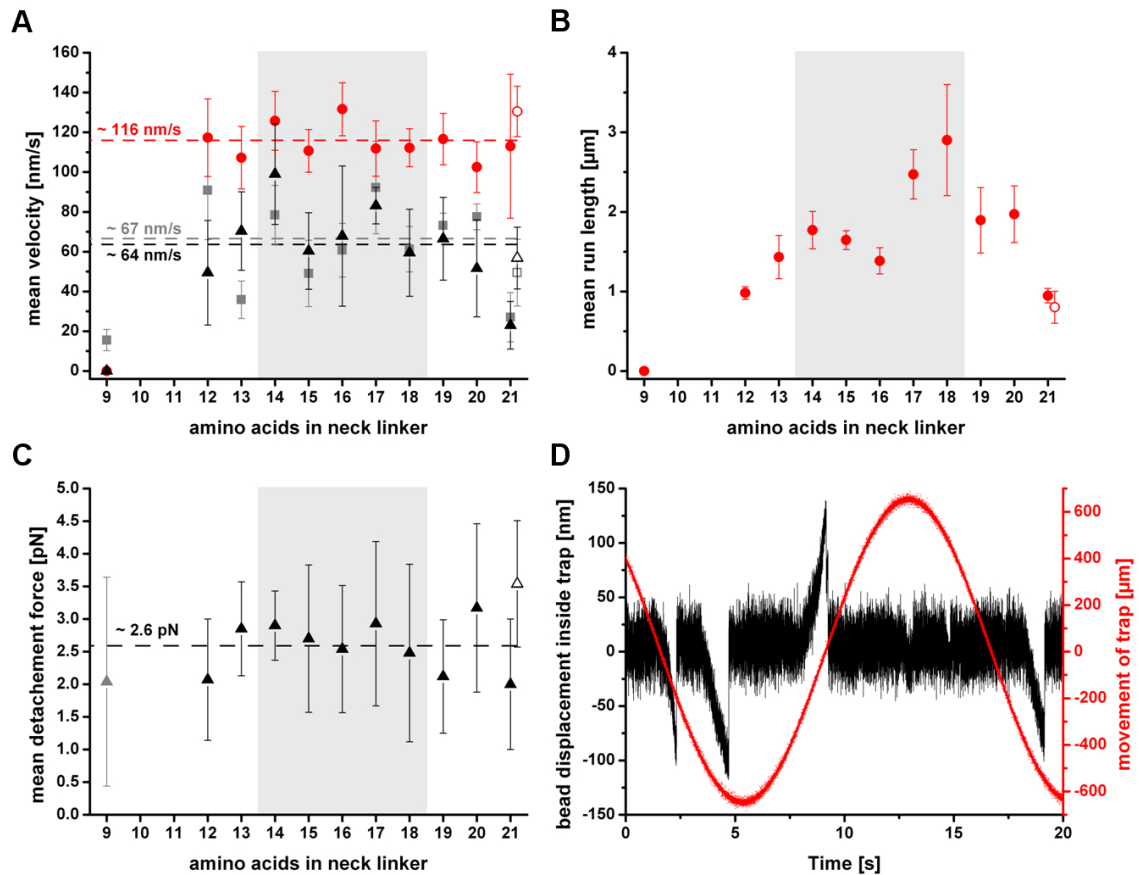 A
160
140
120
100
80
60
40
20
0
mean velocity [nm/s]
~ 116 nm/s
~ 67 nm/s
~ 64 nm/s
9 10 11 12 13 14 15 16 17 18 19 20 21
amino acids in neck linker
B
4
3
2
1
0
mean run length [µm]
9 10 11 12 13 14 15 16 17 18 19 20 21
amino acids in neck linker
C
5.0
4.5
4.0
3.5
3.0
2.5
2.0
1.5
1.0
0.5
0.0
mean detachement force [pN]
~ 2.6 pN
9 10 11 12 13 14 15 16 17 18 19 20 21
amino acids in neck linker
D
150
100
50
0
-50
-100
-150
bead displacement inside trap [nm]
600
400
200
0
-200
-400
-600
movement of trap [µm]
0 5 10 15 20
Time [s]